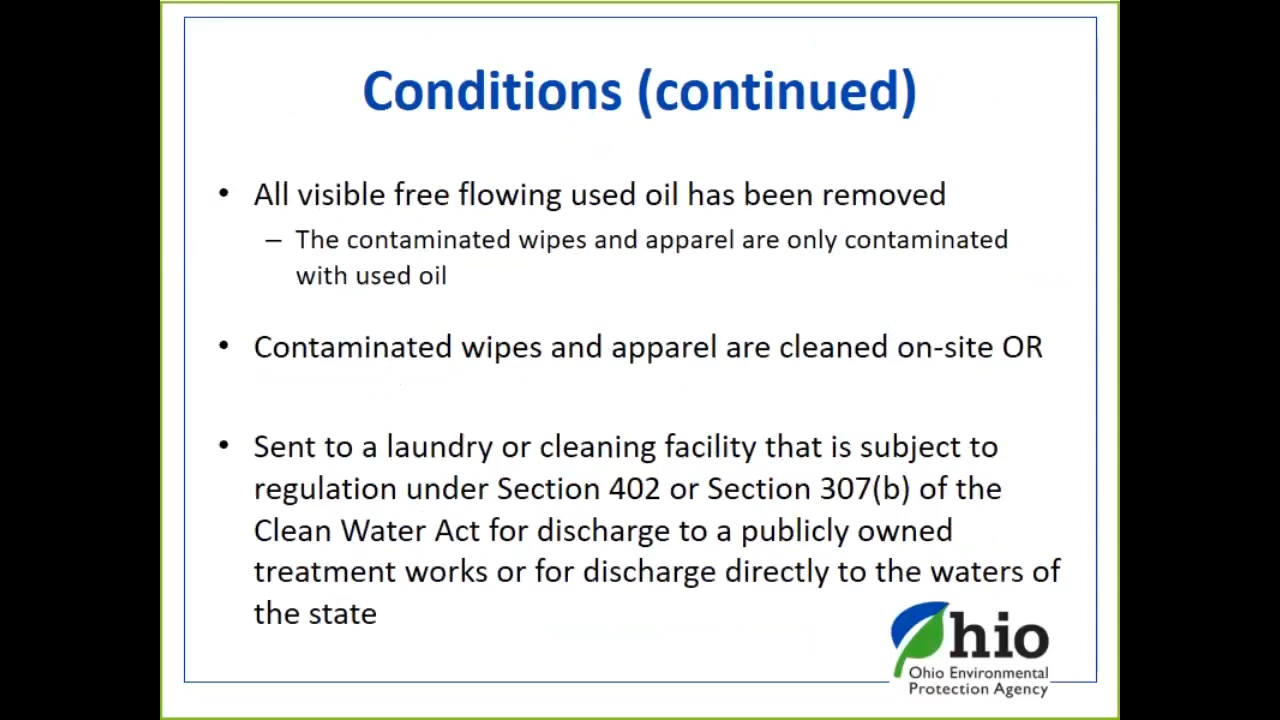 Conditions (continued)
• All visible free flowing used oil has been removed
– The contaminated wipes and apparel are only contaminated
with used oil
• Contaminated wipes and apparel are cleaned on-site OR
• Sent to a laundry or cleaning facility that is subject to
regulation under Section 402 or Section 307(b) of the
Clean Water Act for discharge to a publicly owned
treatment works or for discharge directly to the waters of
the state
Ohio
Ohio Environmental
Protection Agency